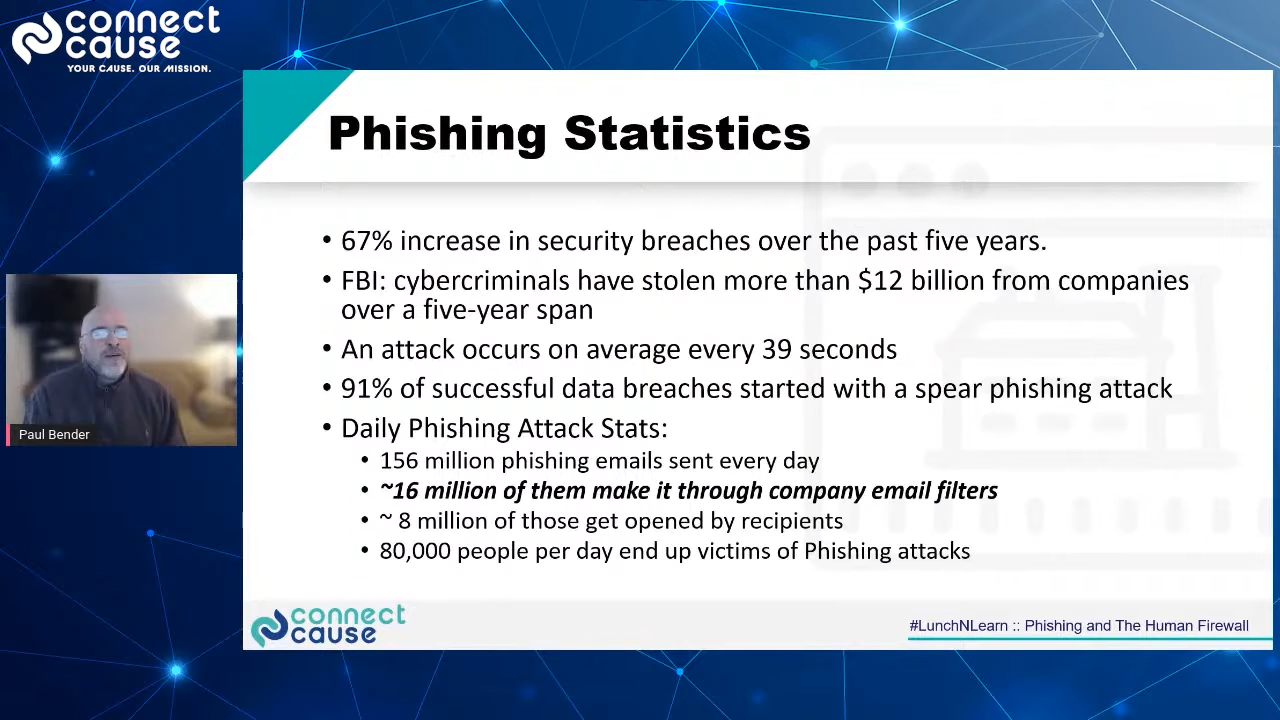 connect
cause
YOUR CAUSE. OUR MISSION.
Phishing Statistics
• 67% increase in security breaches over the past five years.
• FBI: cybercriminals have stolen more than $12 billion from companies
over a five-year span
• An attack occurs on average every 39 seconds
• 91% of successful data breaches started with a spear phishing attack
• Daily Phishing Attack Stats:
• 156 million phishing emails sent every day
• ~16 million of them make it through company email filters
• ~ 8 million of those get opened by recipients
• 80,000 people per day end up victims of Phishing attacks
Paul Bender
connect
cause
#LunchNLearn :: Phishing and The Human Firewall